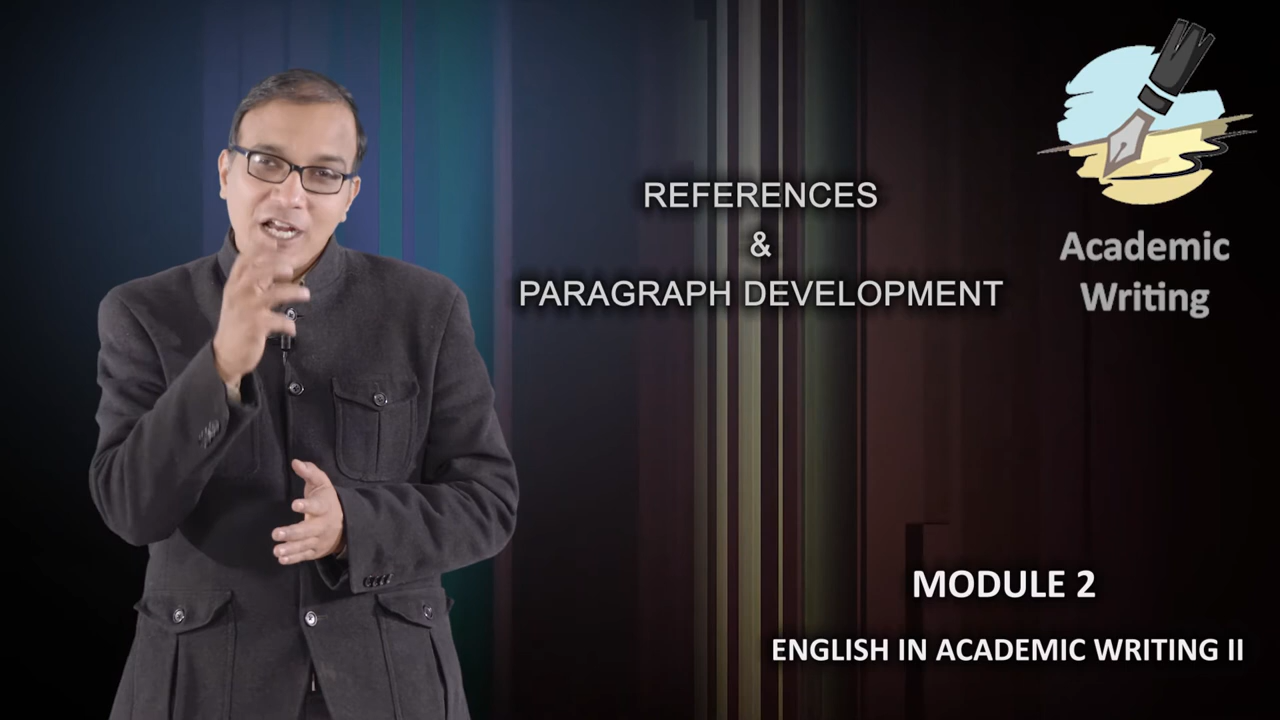 REFERENCES
&
PARAGRAPH DEVELOPMENT
Academic
Writing
MODULE 2
ENGLISH IN ACADEMIC WRITING II